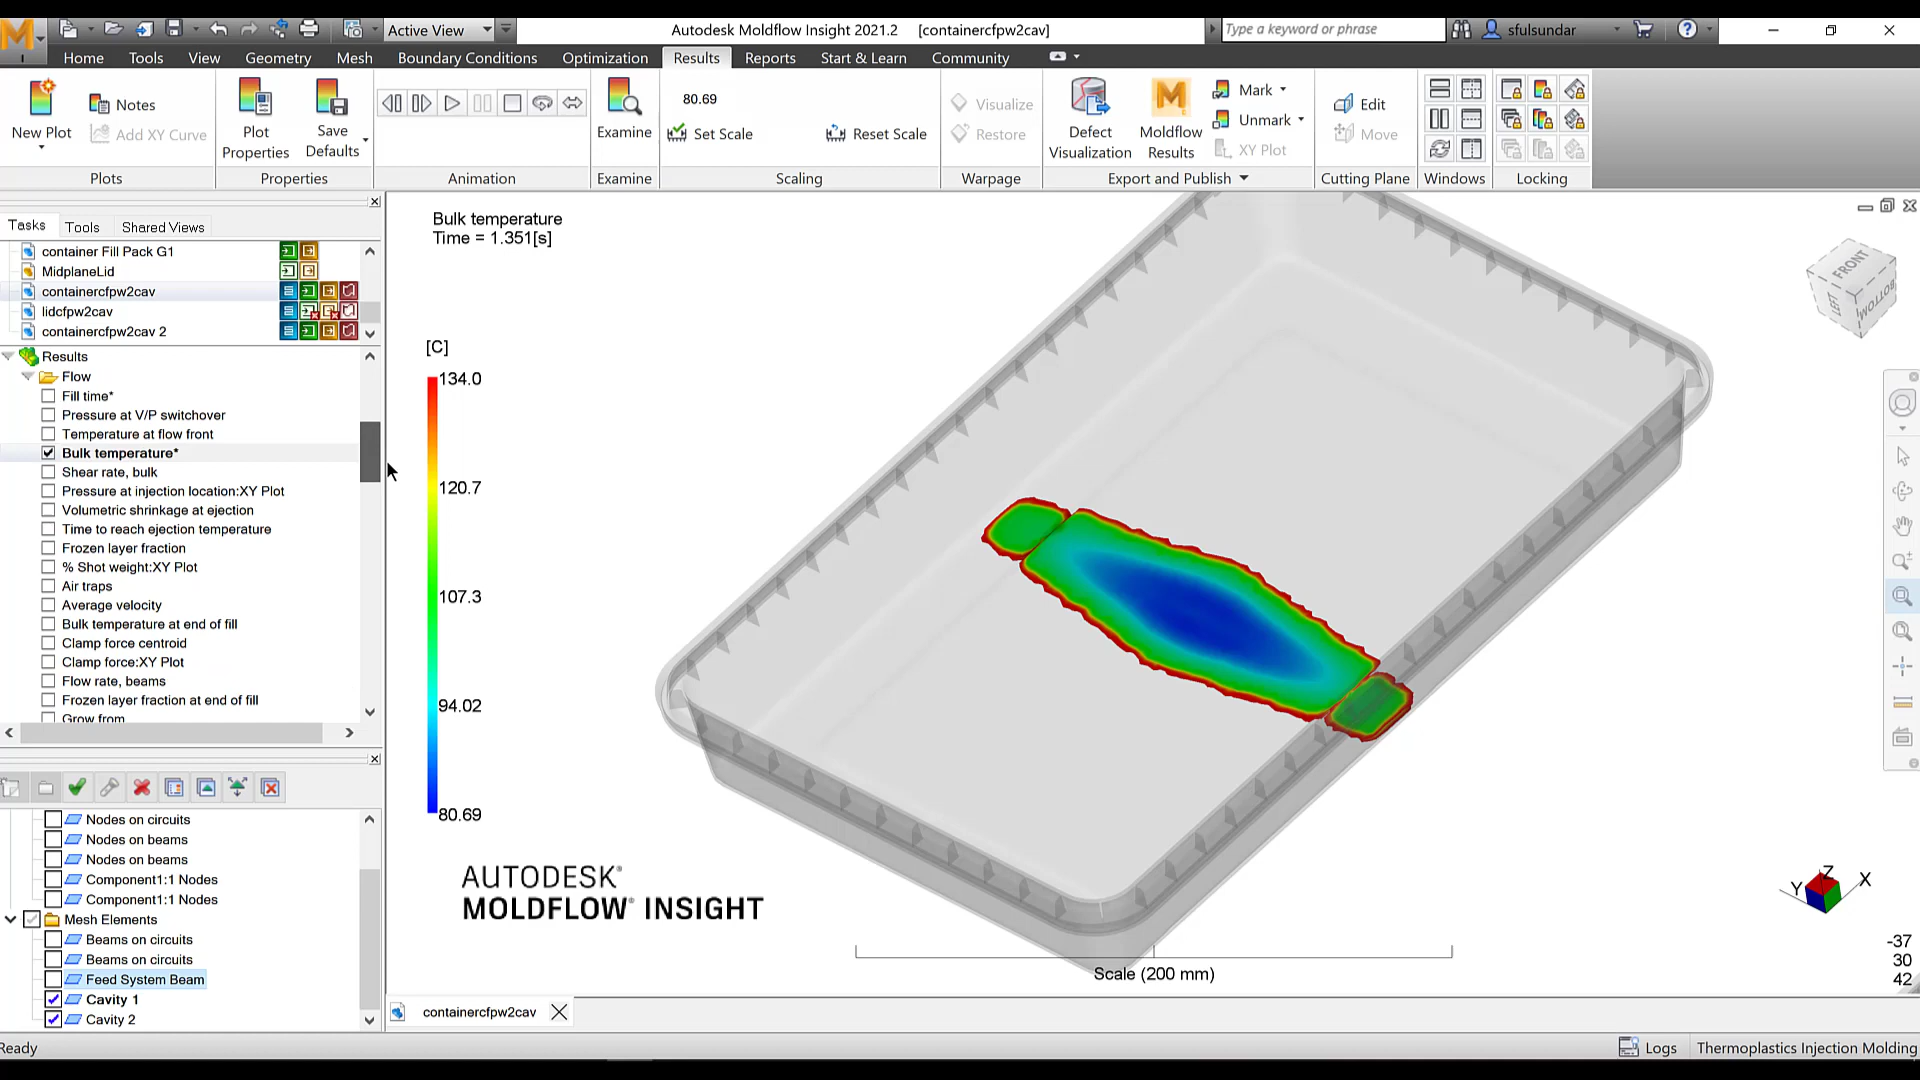 Active View
Autodesk Moldflow Insight 2021.2 [containercfpw2cav]
Type a keyword or phrase
sfulsundar
Home Tools View Geometry Mesh Boundary Conditions Optimization Results Reports Start & Learn Community
New Plot
Notes
Add XY Curve
Plots
Plot Properties
Save Defaults
Properties
Animation
Examine
Examine
80.69
Set Scale
Reset Scale
Scaling
Visualize
Restore
Warpage
Defect Visualization
Moldflow Results
Mark
Unmark
XY Plot
Export and Publish
Edit
Move
Cutting Plane
Windows
Locking
Tasks Tools Shared Views
container Fill Pack G1
MidplaneLid
containercfpw2cav
lidcfpw2cav
containercfpw2cav 2
Results
Flow
Fill time*
Pressure at V/P switchover
Temperature at flow front
Bulk temperature*
Shear rate, bulk
Pressure at injection location:XY Plot
Volumetric shrinkage at ejection
Time to reach ejection temperature
Frozen layer fraction
% Shot weight:XY Plot
Air traps
Average velocity
Bulk temperature at end of fill
Clamp force centroid
Clamp force:XY Plot
Flow rate, beams
Frozen layer fraction at end of fill
Grow from
Nodes on circuits
Nodes on beams
Nodes on beams
Component1:1 Nodes
Component1:1 Nodes
Mesh Elements
Beams on circuits
Beams on circuits
Feed System Beam
Cavity 1
Cavity 2
Bulk temperature
Time = 1.351[s]
[C]
134.0
120.7
107.3
94.02
80.69
AUTODESK®
MOLDFLOW® INSIGHT
Scale (200 mm)
FRONT
LEFT
BOTTOM
Z
Y X
-37
30
42
containercfpw2cav
Ready
Logs
Thermoplastics Injection Molding